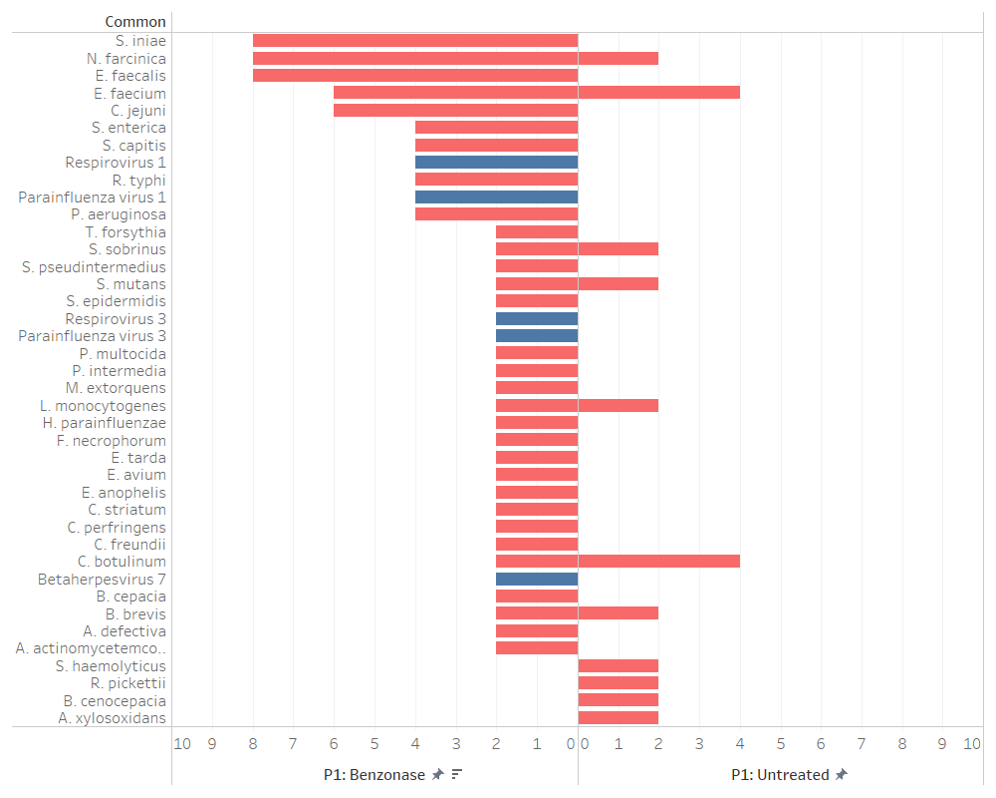 Common
S. iniae
N. farcinica
E. faecalis
E. faecium
C. jejuni
S. enterica
S. capitis
Respirovirus 1
R. typhi
Parainfluenza virus 1
P. aeruginosa
T. forsythia
S. sobrinus
S. pseudintermedius
S. mutans
S. epidermidis
Respirovirus 3
Parainfluenza virus 3
P. multocida
P. intermedia
M. extorquens
L. monocytogenes
H. parainfluenzae
F. necrophorum
E. tarda
E. avium
E. anophelis
C. striatum
C. perfringens
C. freundii
C. botulinum
Betaherpesvirus 7
B. cepacia
B. brevis
A. defectiva
A. actinomycetemco..
S. haemolyticus
R. pickettii
B. cenocepacia
A. xylosoxidans
10 9 8 7 6 5 4 3 2 1 0 0 1 2 3 4 5 6 7 8 9 10
P1: Benzonase P1: Untreated